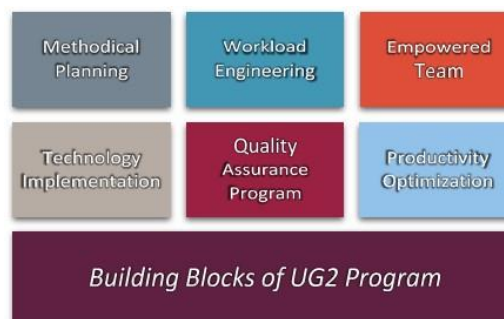 Methodical
Planning
Workload
Engineering
Empowered
Team
Technology
Implementation
Quality
Assurance
Program
Productivity
Optimization
Building Blocks of UG2 Program